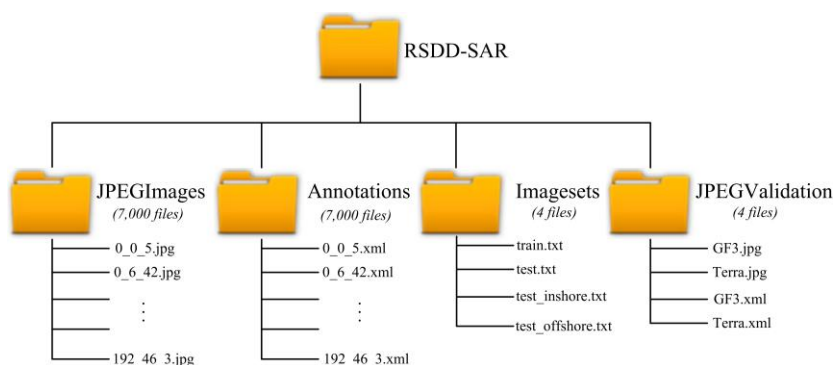 RSDD-SAR
JPEGImages
(7,000 files)
0_0_5.jpg
0_6_42.jpg
192_46_3.jpg
Annotations
(7,000 files)
0_0_5.xml
0_6_42.xml
192_46_3.xml
Imagesets
(4 files)
train.txt
test.txt
test_inshore.txt
test_offshore.txt
JPEGValidation
(4 files)
GF3.jpg
Terra.jpg
GF3.xml
Terra.xml